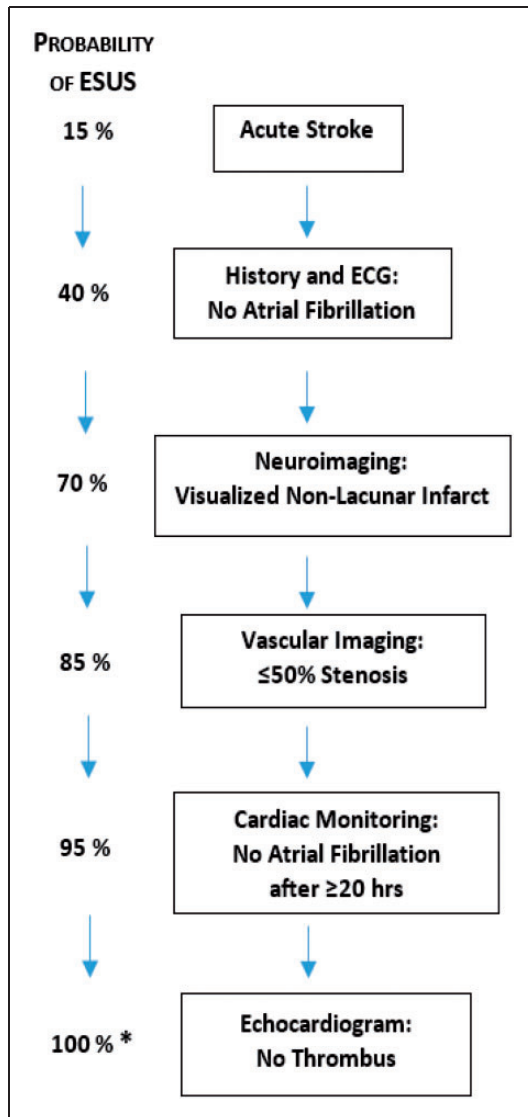 PROBABILITY
OF ESUS
15 %
Acute Stroke
40 %
History and ECG:
No Atrial Fibrillation
70 %
Neuroimaging:
Visualized Non-Lacunar Infarct
85 %
Vascular Imaging:
≤50% Stenosis
95 %
Cardiac Monitoring:
No Atrial Fibrillation
after ≥20 hrs
100 % *
Echocardiogram:
No Thrombus